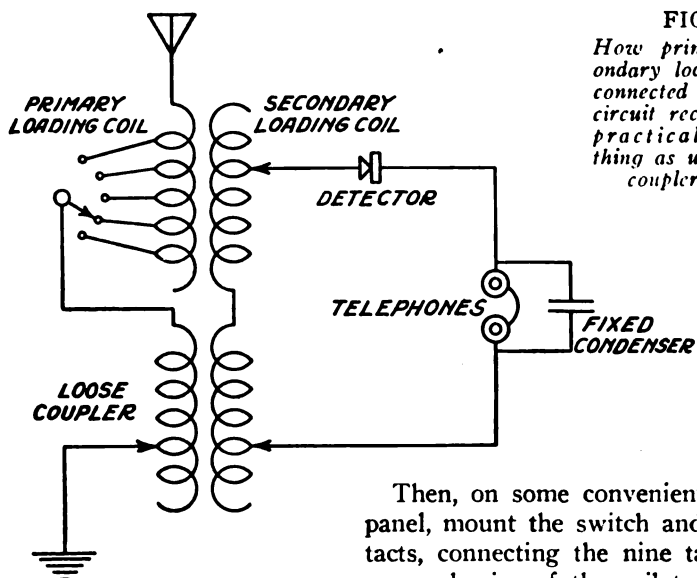 FIG
How prim
ondary loa
connected
circuit rec
practical
thing as u
coupler
PRIMARY
LOADING COIL
SECONDARY
LOADING COIL
DETECTOR
TELEPHONES
FIXED
CONDENSER
LOOSE
COUPLER
Then, on some convenien
panel, mount the switch and
tacts, connecting the nine ta